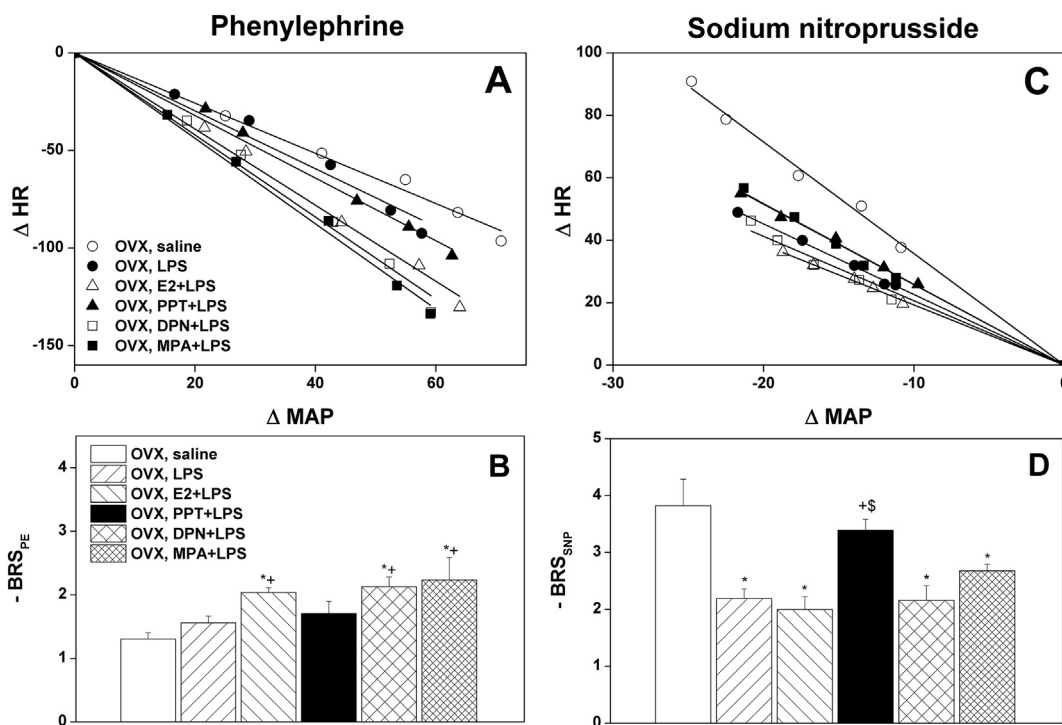 Phenylephrine
0
-50
-100
-150
Δ HR
A
OVX, saline
OVX, LPS
OVX, E2+LPS
OVX, PPT+LPS
OVX, DPN+LPS
OVX, MPA+LPS
0 20 40 60
Δ MAP
Sodium nitroprusside
100
80
60
40
20
0
Δ HR
C
-30 -20 -10 0
Δ MAP
4
3
2
1
0
- BRS_PE
B
OVX, saline
OVX, LPS
OVX, E2+LPS
OVX, PPT+LPS
OVX, DPN+LPS
OVX, MPA+LPS
*+ *+ *+
5
4
3
2
1
0
- BRS_SNP
D
* * +$ * *